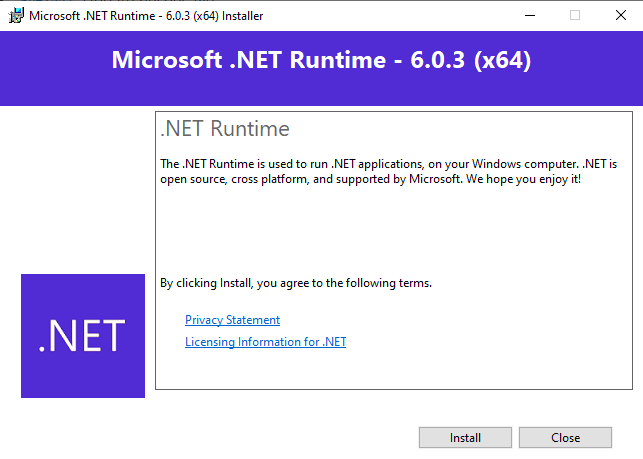 Microsoft .NET Runtime - 6.0.3 (x64) Installer
Microsoft .NET Runtime - 6.0.3 (x64)
.NET Runtime
The .NET Runtime is used to run .NET applications, on your Windows computer. .NET is
open source, cross platform, and supported by Microsoft. We hope you enjoy it!
By clicking Install, you agree to the following terms.
Privacy Statement
Licensing Information for .NET
.NET
Install
Close